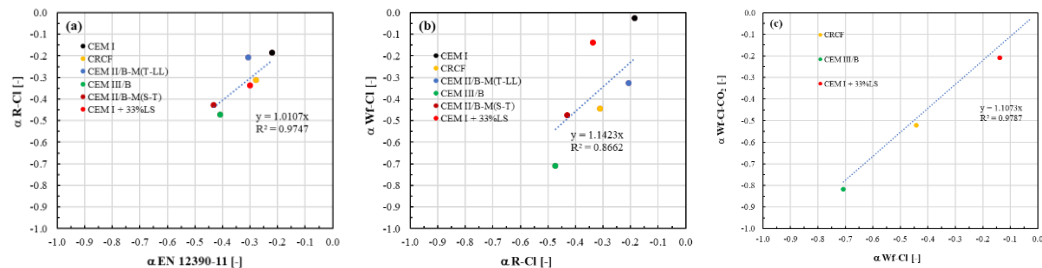 (a)
0.0
-0.1
-0.2
-0.3
-0.4
-0.5
-0.6
-0.7
-0.8
-0.9
-1.0
α R-Cl [-]
CEM I
CRCF
CEM II/B-M(T-LL)
CEM III/B
CEM II/B-M(S-T)
CEM I + 33%LS
y = 1.0107x
R² = 0.9747
-1.0 -0.9 -0.8 -0.7 -0.6 -0.5 -0.4 -0.3 -0.2 -0.1 0.0
α EN 12390-11 [-]
(b)
0.0
-0.1
-0.2
-0.3
-0.4
-0.5
-0.6
-0.7
-0.8
-0.9
-1.0
α Wf-Cl [-]
CEM I
CRCF
CEM II/B-M(T-LL)
CEM III/B
CEM II/B-M(S-T)
CEM I + 33%LS
y = 1.1423x
R² = 0.8662
-1.0 -0.9 -0.8 -0.7 -0.6 -0.5 -0.4 -0.3 -0.2 -0.1 0.0
α R-Cl [-]
(c)
0.0
-0.1
-0.2
-0.3
-0.4
-0.5
-0.6
-0.7
-0.8
-0.9
-1.0
α Wf-Cl-CO₂ [-]
CRCF
CEM III/B
CEM I + 33%LS
y = 1.1073x
R² = 0.9787
-1.0 -0.9 -0.8 -0.7 -0.6 -0.5 -0.4 -0.3 -0.2 -0.1 0.0
α Wf-Cl [-]